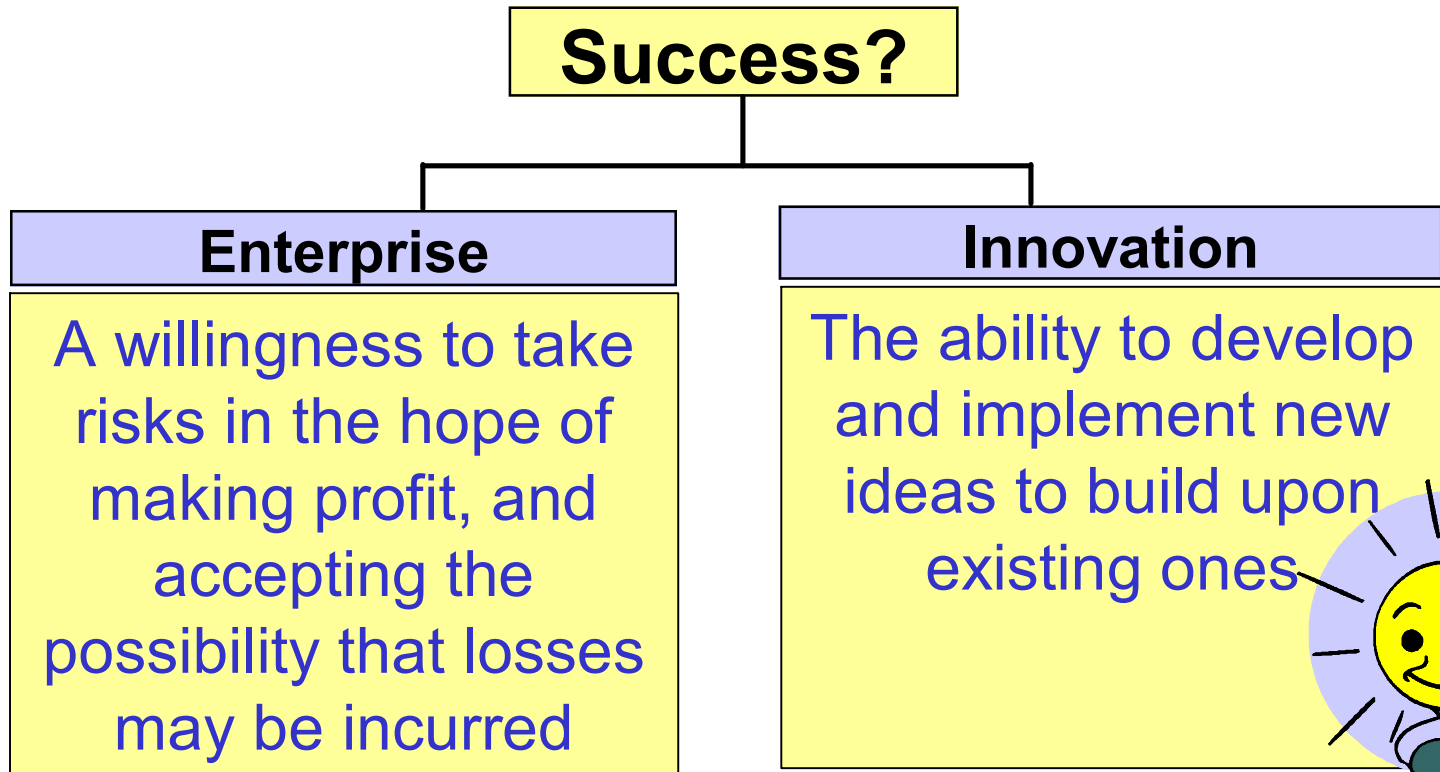 Success?
Enterprise
A willingness to take
risks in the hope of
making profit, and
accepting the
possibility that losses
may be incurred
Innovation
The ability to develop
and implement new
ideas to build upon
existing ones